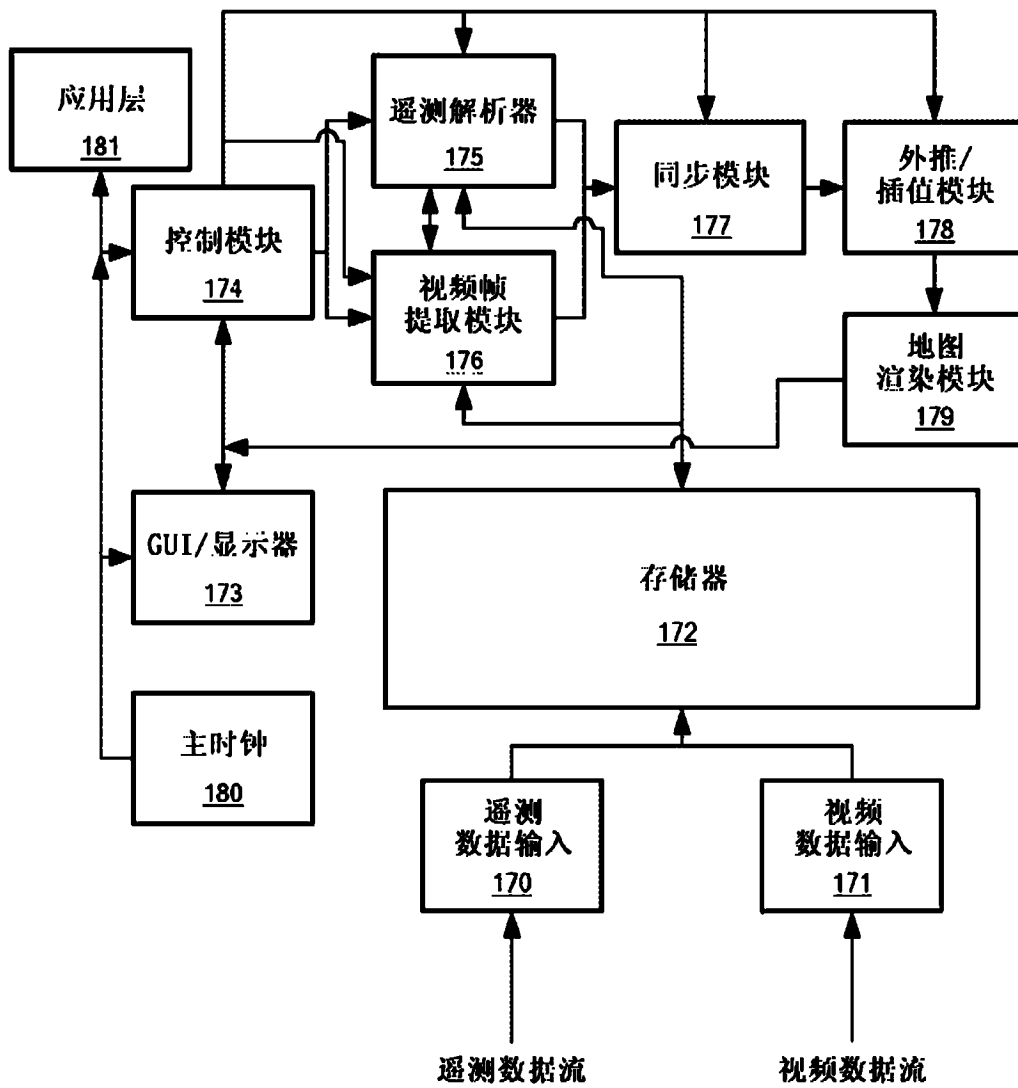 应用层
181
遥测解析器
175
同步模块
177
外推/
插值模块
178
控制模块
174
视频帧
提取模块
176
地图
渲染模块
179
GUI/显示器
173
存储器
172
主时钟
180
遥测
数据输入
170
视频
数据输入
171
遥测数据流
视频数据流